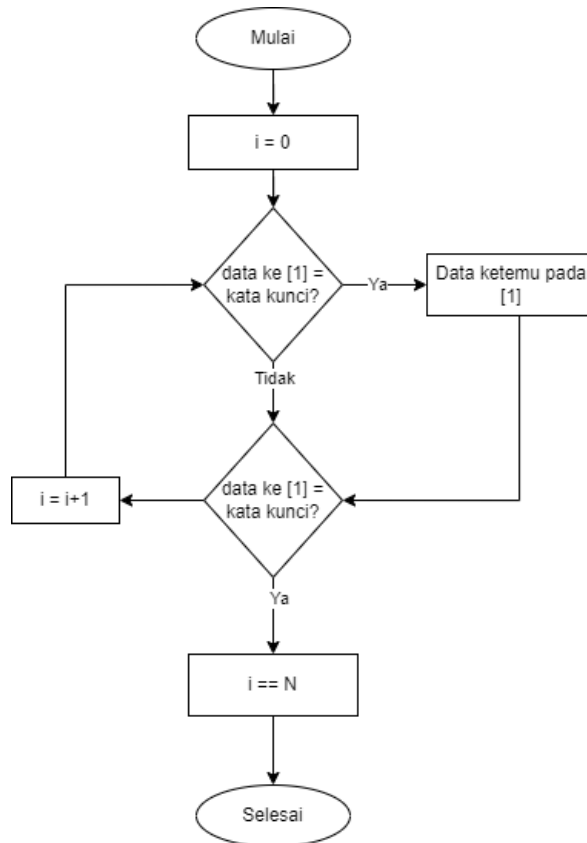 Mulai
i = 0
data ke [1] =
kata kunci?
Ya
Data ketemu pada
[1]
Tidak
data ke [1] =
kata kunci?
i = i+1
Ya
i == N
Selesai